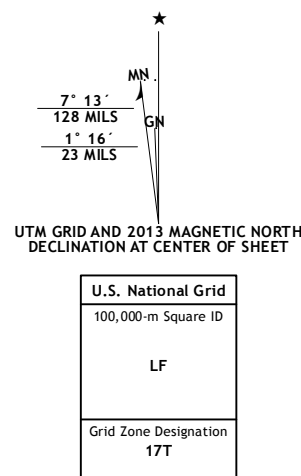 ★
MN
7° 13´
128 MILS
GN
1° 16´
23 MILS
UTM GRID AND 2013 MAGNETIC NORTH
DECLINATION AT CENTER OF SHEET
U.S. National Grid
100,000-m Square ID
LF
Grid Zone Designation
17T